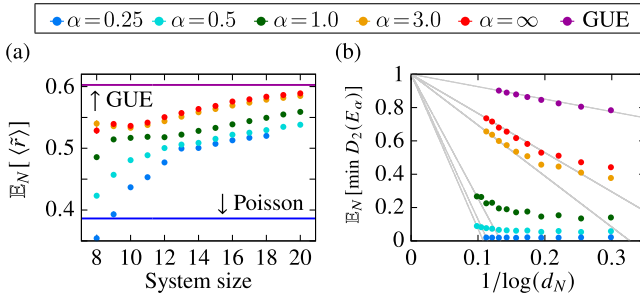 α = 0.25 α = 0.5 α = 1.0 α = 3.0 α = ∞ GUE
(a)
0.6
0.5
0.4
↑ GUE
↓ Poisson
8 10 12 14 16 18 20
System size
𝔼_N [ ⟨r̃⟩ ]
(b)
1
0.8
0.6
0.4
0.2
0
0 0.1 0.2 0.3
1/log(d_N)
𝔼_N [min D_2(E_α)]